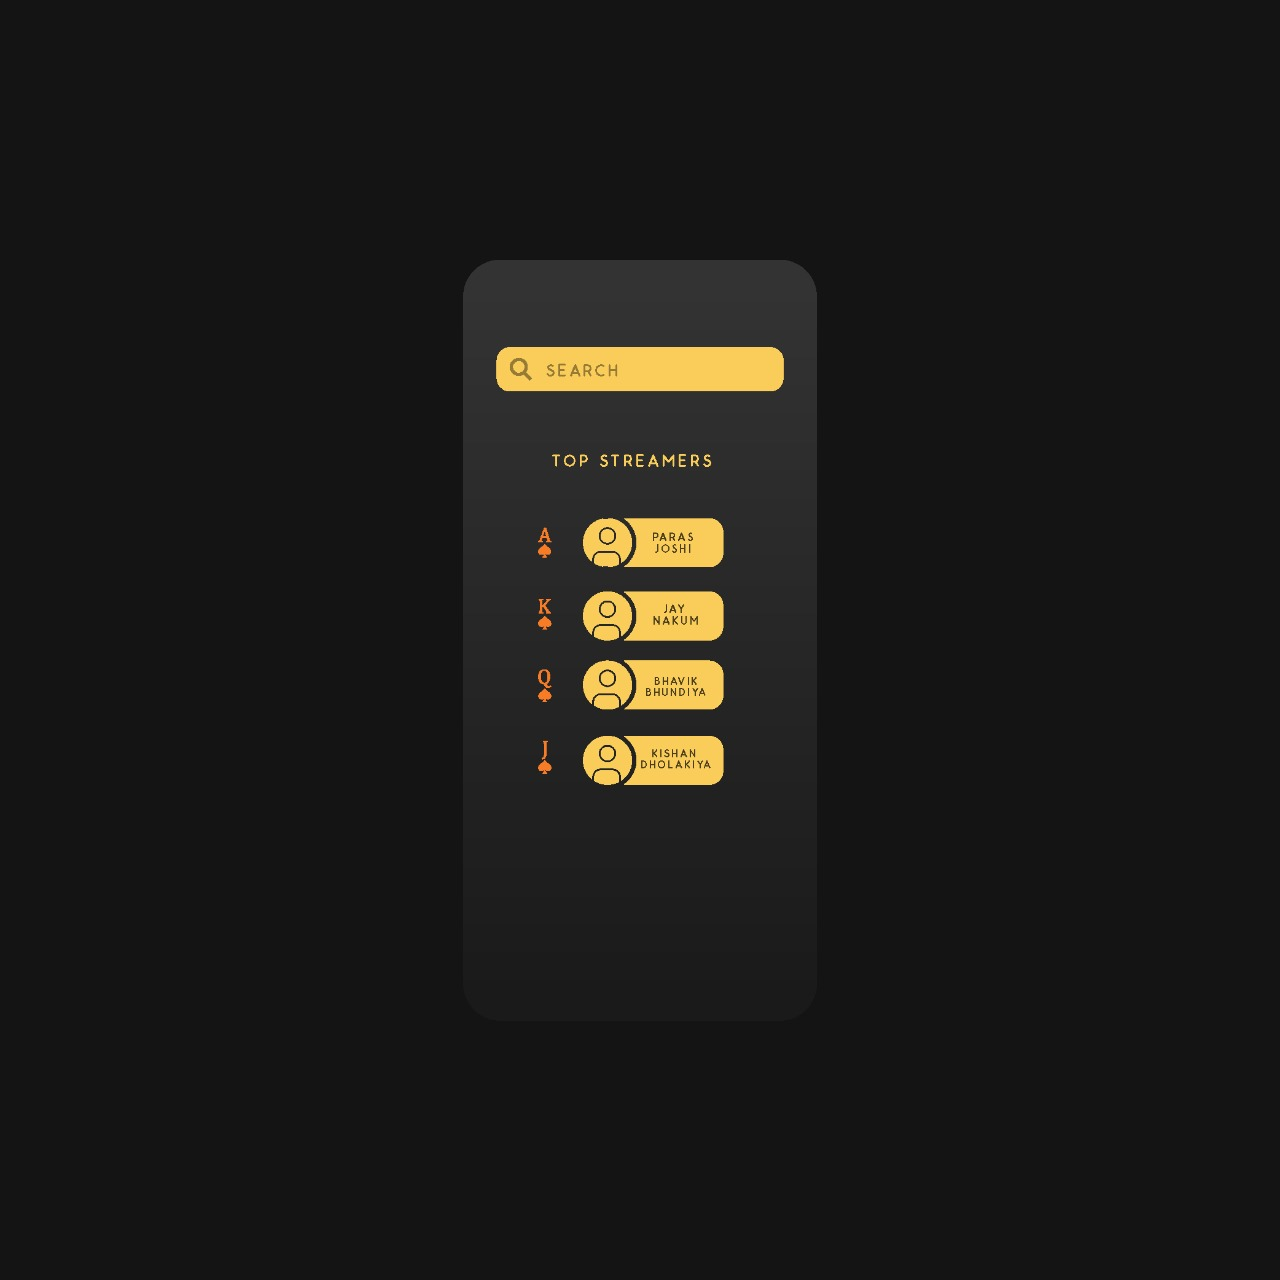 SEARCH
TOP STREAMERS
A
PARAS
JOSHI
K
JAY
NAKUM
Q
BHAVIK
BHUNDIYA
J
KISHAN
DHOLAKIYA